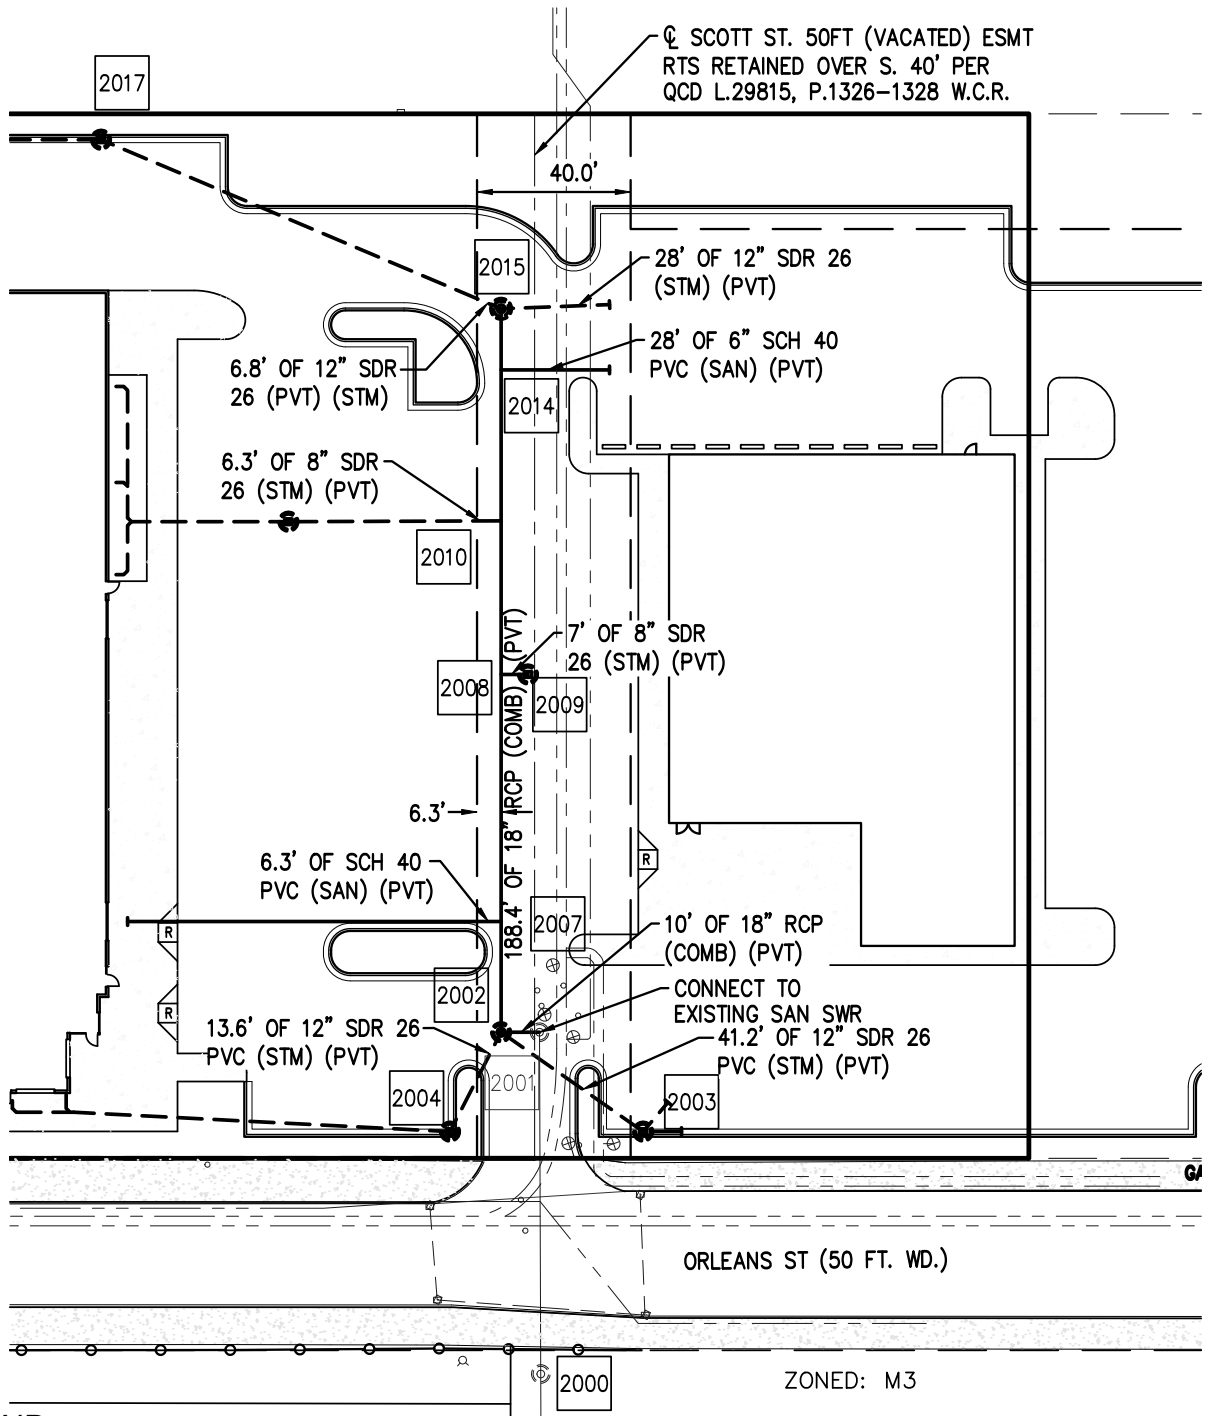 ℄ SCOTT ST. 50FT (VACATED) ESMT
RTS RETAINED OVER S. 40' PER
QCD L.29815, P.1326-1328 W.C.R.
2017
40.0'
2015
28' OF 12" SDR 26
(STM) (PVT)
28' OF 6" SCH 40
PVC (SAN) (PVT)
6.8' OF 12" SDR
26 (PVT) (STM)
2014
6.3' OF 8" SDR
26 (STM) (PVT)
2010
7' OF 8" SDR
26 (STM) (PVT)
2008
2009
188.4' OF 18" RCP (COMB) (PVT)
6.3'
R
6.3' OF SCH 40
PVC (SAN) (PVT)
2007
R
10' OF 18" RCP
(COMB) (PVT)
2002
CONNECT TO
EXISTING SAN SWR
R
13.6' OF 12" SDR 26
PVC (STM) (PVT)
41.2' OF 12" SDR 26
PVC (STM) (PVT)
2001
2004
2003
GA
ORLEANS ST (50 FT. WD.)
2000
ZONED: M3